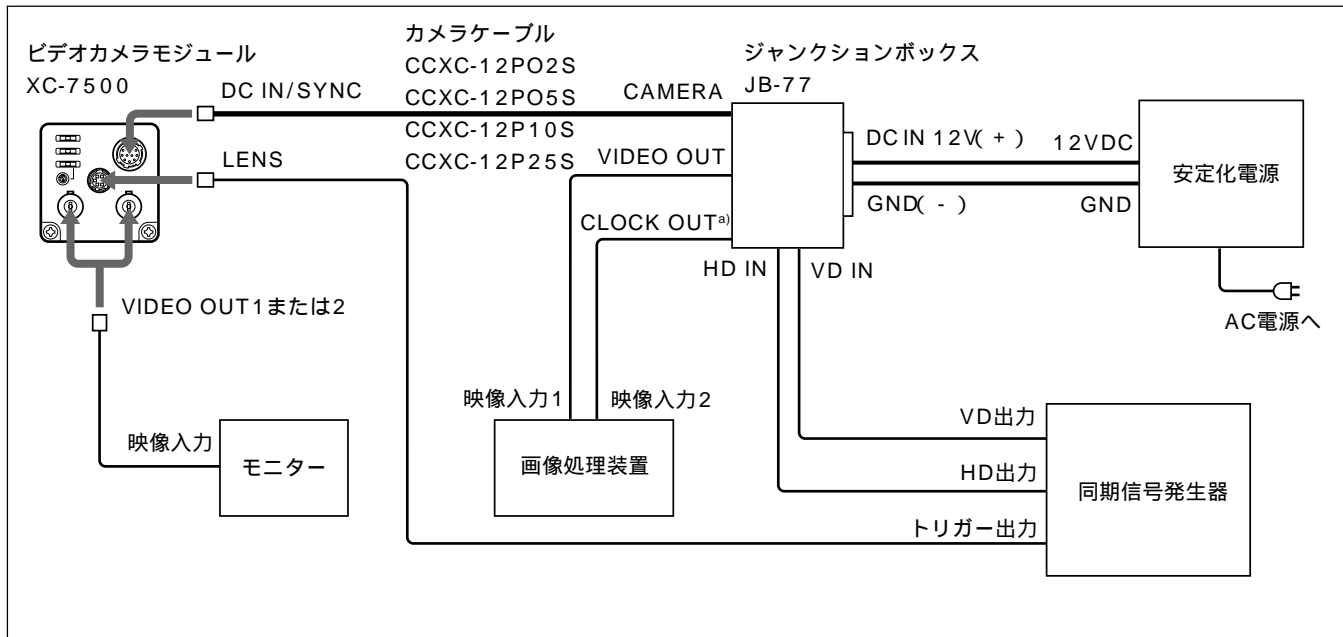 ビデオカメラモジュール
XC-7500
カメラケーブル
CCXC-12PO2S
CCXC-12PO5S
CCXC-12P10S
CCXC-12P25S
ジャンクションボックス
JB-77
DC IN/SYNC
CAMERA
LENS
VIDEO OUT
CLOCK OUTa)
HD IN
VD IN
DC IN 12V( + )
12VDC
GND( - )
GND
安定化電源
AC電源へ
VIDEO OUT1または2
映像入力
モニター
映像入力1
映像入力2
画像処理装置
VD出力
HD出力
トリガー出力
同期信号発生器